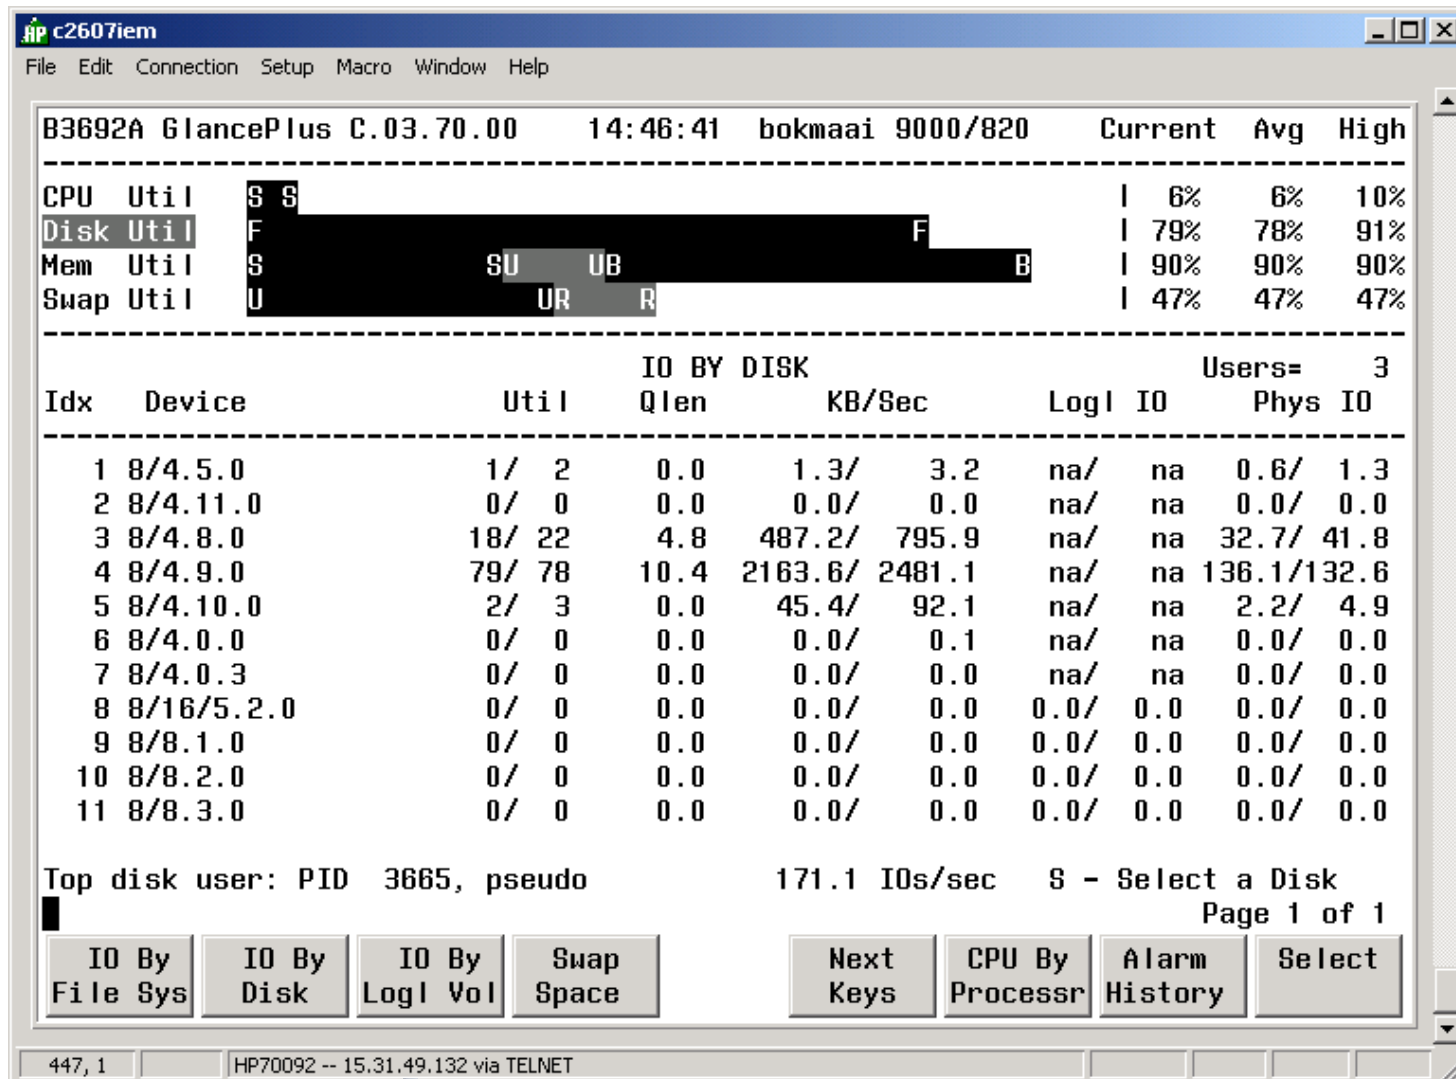 hp c2607iem
File Edit Connection Setup Macro Window Help
B3692A GlancePlus C.03.70.00 14:46:41 bokmaai 9000/820 Current Avg High
--------------------------------------------------------------------------------
CPU Util S S | 6% 6% 10%
Disk Util F F | 79% 78% 91%
Mem Util S SU UB B | 90% 90% 90%
Swap Util U UR R | 47% 47% 47%
--------------------------------------------------------------------------------
IO BY DISK Users= 3
Idx Device Util Qlen KB/Sec Logl IO Phys IO
--------------------------------------------------------------------------------
1 8/4.5.0 1/ 2 0.0 1.3/ 3.2 na/ na 0.6/ 1.3
2 8/4.11.0 0/ 0 0.0 0.0/ 0.0 na/ na 0.0/ 0.0
3 8/4.8.0 18/ 22 4.8 487.2/ 795.9 na/ na 32.7/ 41.8
4 8/4.9.0 79/ 78 10.4 2163.6/ 2481.1 na/ na 136.1/132.6
5 8/4.10.0 2/ 3 0.0 45.4/ 92.1 na/ na 2.2/ 4.9
6 8/4.0.0 0/ 0 0.0 0.0/ 0.1 na/ na 0.0/ 0.0
7 8/4.0.3 0/ 0 0.0 0.0/ 0.0 na/ na 0.0/ 0.0
8 8/16/5.2.0 0/ 0 0.0 0.0/ 0.0 0.0/ 0.0 0.0/ 0.0
9 8/8.1.0 0/ 0 0.0 0.0/ 0.0 0.0/ 0.0 0.0/ 0.0
10 8/8.2.0 0/ 0 0.0 0.0/ 0.0 0.0/ 0.0 0.0/ 0.0
11 8/8.3.0 0/ 0 0.0 0.0/ 0.0 0.0/ 0.0 0.0/ 0.0
Top disk user: PID 3665, pseudo 171.1 IOs/sec S - Select a Disk
Page 1 of 1
IO By IO By IO By Swap Next CPU By Alarm Select
File Sys Disk Logl Vol Space Keys Processr History
447, 1 HP70092 -- 15.31.49.132 via TELNET